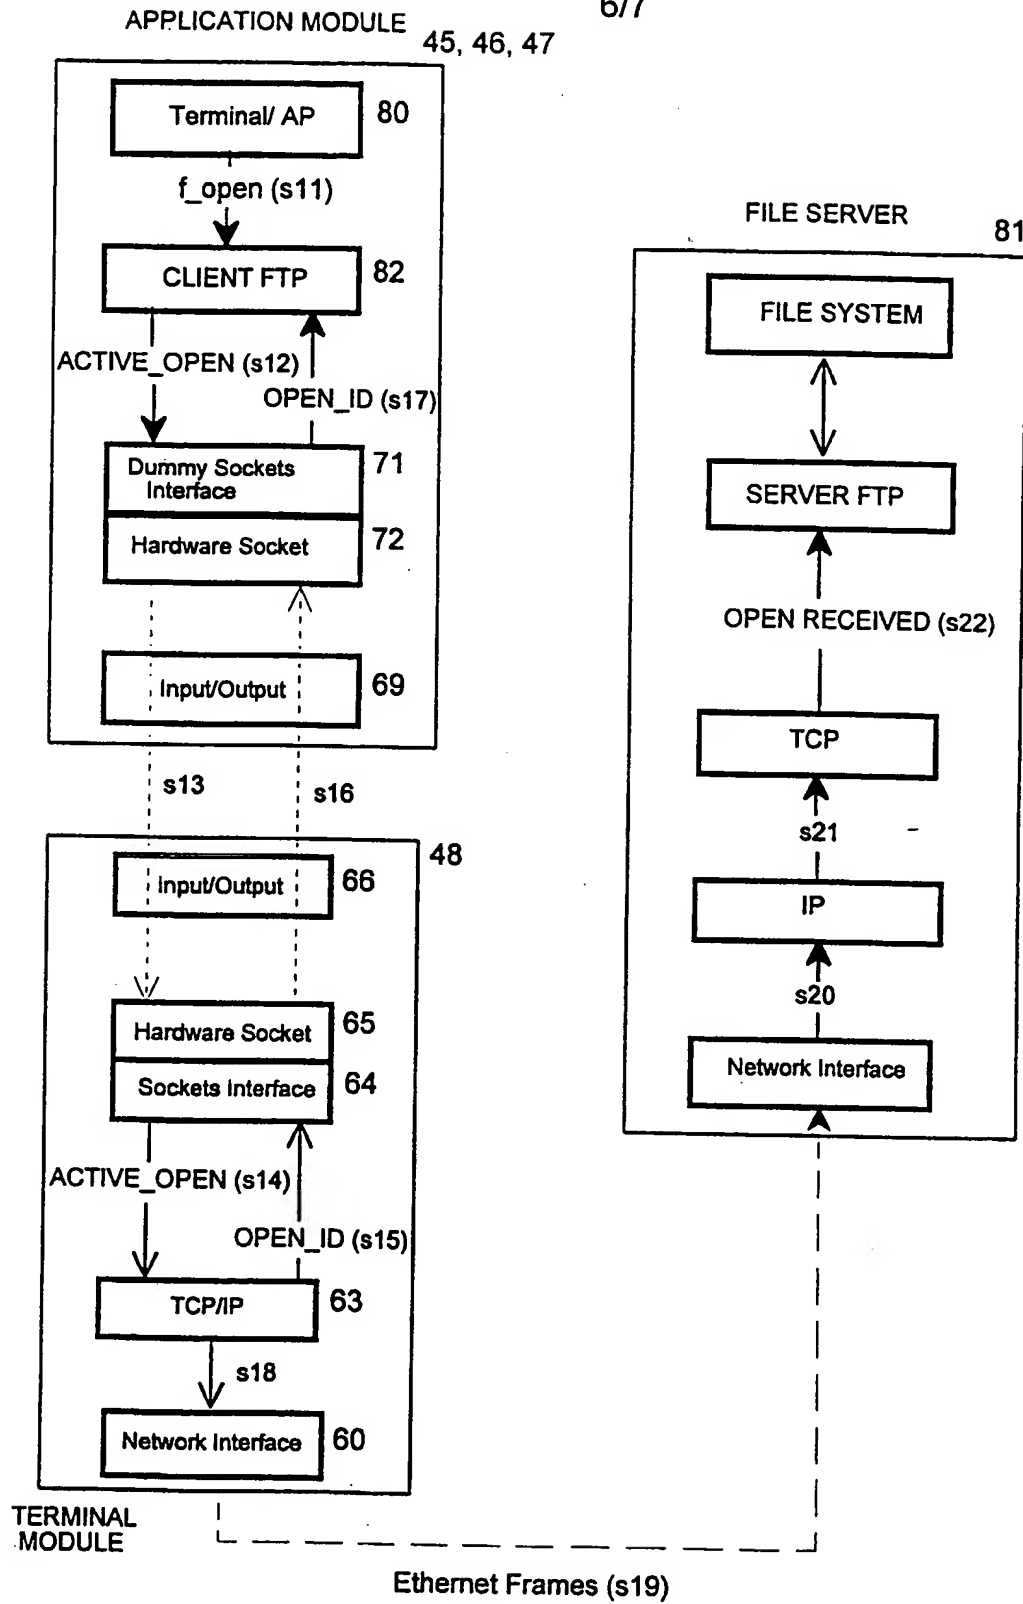 6/7
APPLICATION MODULE
45, 46, 47
Terminal/ AP
80
f_open (s11)
CLIENT FTP
82
ACTIVE_OPEN (s12)
OPEN_ID (s17)
Dummy Sockets
Interface
71
Hardware Socket
72
Input/Output
69
s13
s16
48
Input/Output
66
Hardware Socket
65
Sockets Interface
64
ACTIVE_OPEN (s14)
OPEN_ID (s15)
TCP/IP
63
s18
Network Interface
60
TERMINAL
MODULE
Ethernet Frames (s19)
FILE SERVER
81
FILE SYSTEM
SERVER FTP
OPEN RECEIVED (s22)
TCP
s21
IP
s20
Network Interface